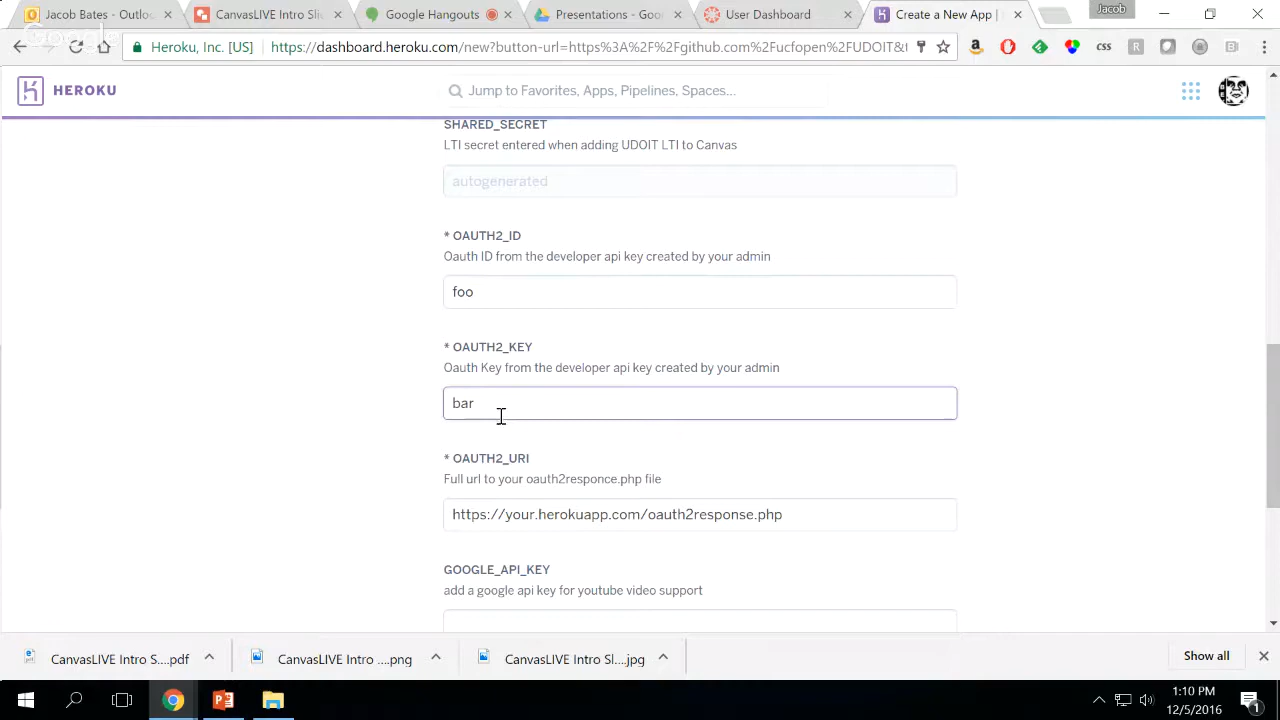 Jacob Bates - Outloo
CanvasLIVE Intro Sli
Google Hangouts
Presentations - Goo
User Dashboard
Create a New App |
Jacob
Google
Heroku, Inc. [US]
https://dashboard.heroku.com/new?button-url=https%3A%2F%2Fgithub.com%2Fucfopen%2FUDOIT&t
css
HEROKU
Jump to Favorites, Apps, Pipelines, Spaces...
SHARED_SECRET
LTI secret entered when adding UDOIT LTI to Canvas
autogenerated
* OAUTH2_ID
Oauth ID from the developer api key created by your admin
foo
* OAUTH2_KEY
Oauth Key from the developer api key created by your admin
bar
* OAUTH2_URI
Full url to your oauth2responce.php file
https://your.herokuapp.com/oauth2response.php
GOOGLE_API_KEY
add a google api key for youtube video support
CanvasLIVE Intro S....pdf
CanvasLIVE Intro ....png
CanvasLIVE Intro Sl....jpg
Show all
1:10 PM
12/5/2016
1